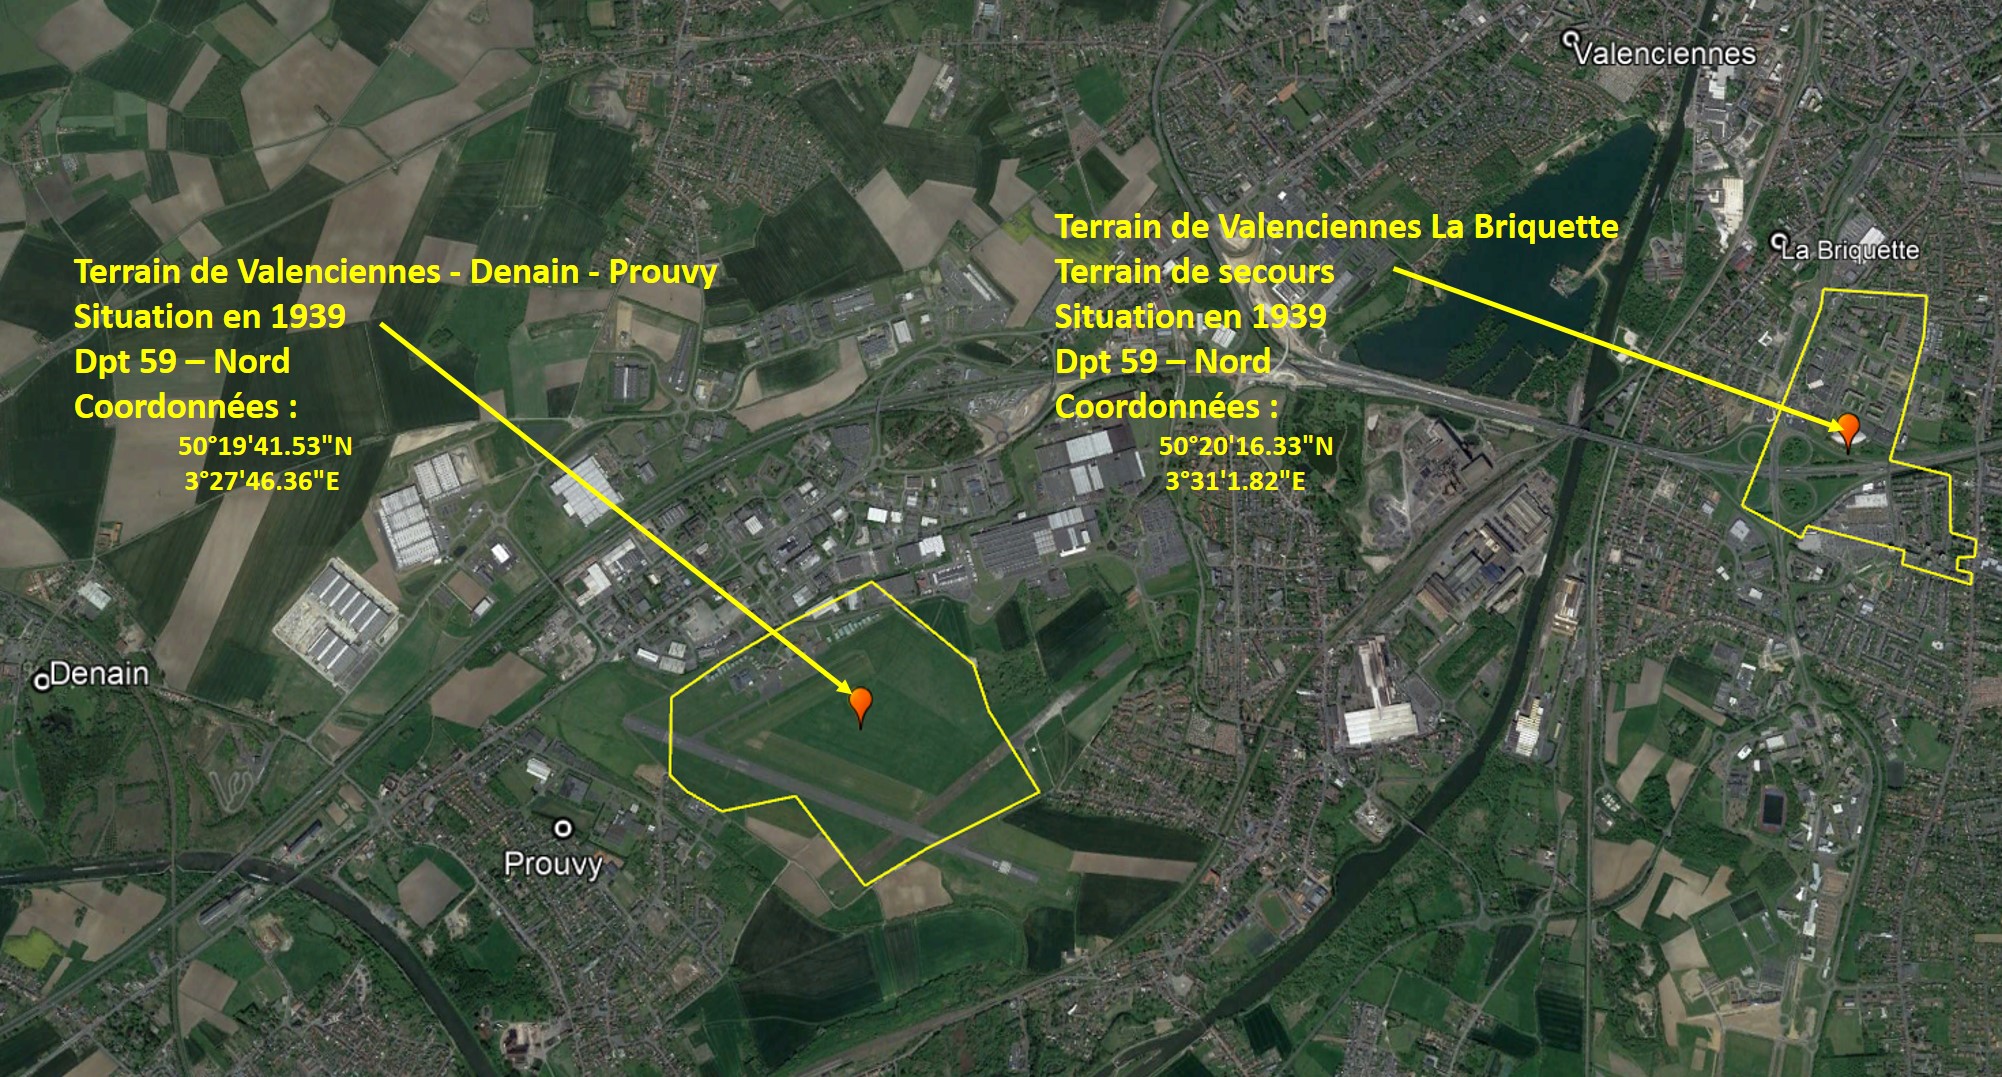 Valenciennes
Terrain de Valenciennes La Briquette
Terrain de secours
Situation en 1939
Dpt 59 – Nord
Coordonnées :
50°20'16.33"N
3°31'1.82"E
La Briquette
Terrain de Valenciennes - Denain - Prouvy
Situation en 1939
Dpt 59 – Nord
Coordonnées :
50°19'41.53"N
3°27'46.36"E
Denain
Prouvy